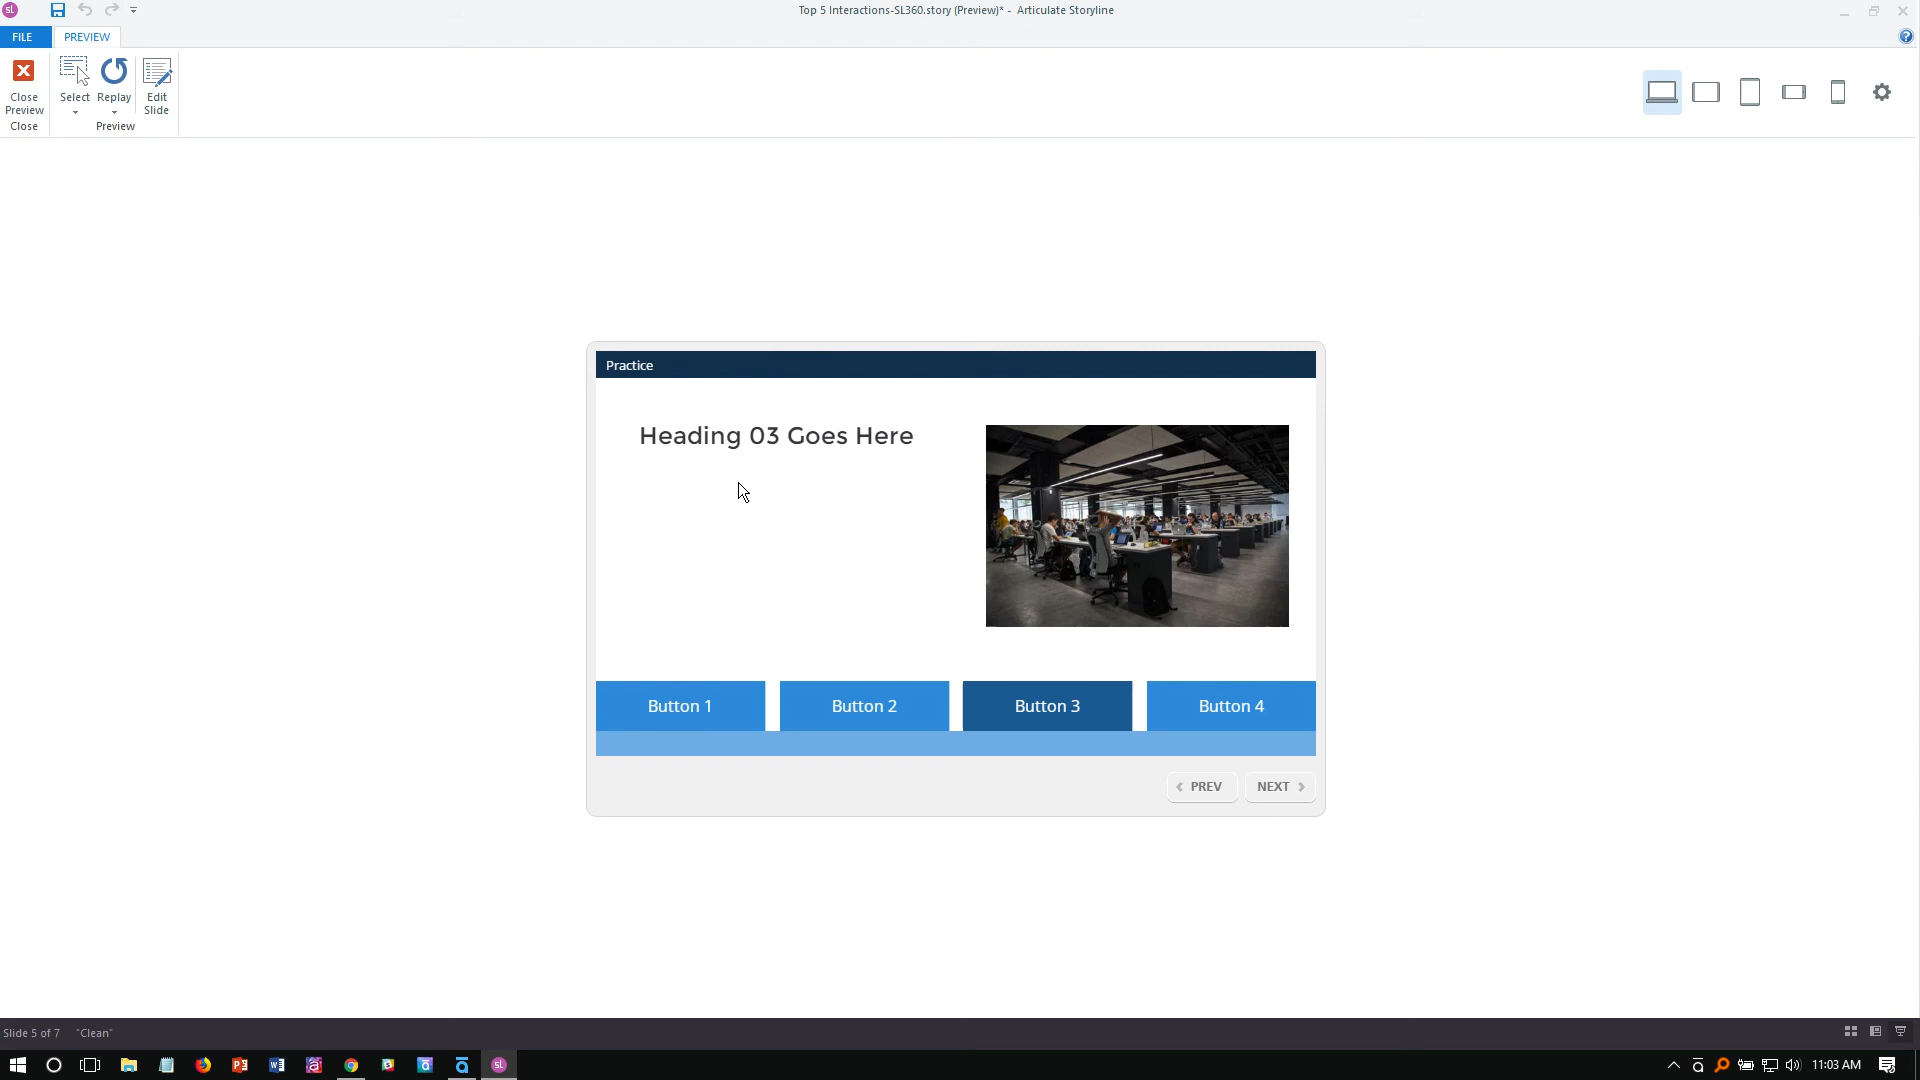 sl
Top 5 Interactions-SL360.story (Preview)* - Articulate Storyline
FILE
PREVIEW
?
Close
Preview
Select
Replay
Edit
Slide
Close
Preview
Practice
Heading 03 Goes Here
Button 1
Button 2
Button 3
Button 4
PREV
NEXT
Slide 5 of 7
"Clean"
sl
11:03 AM